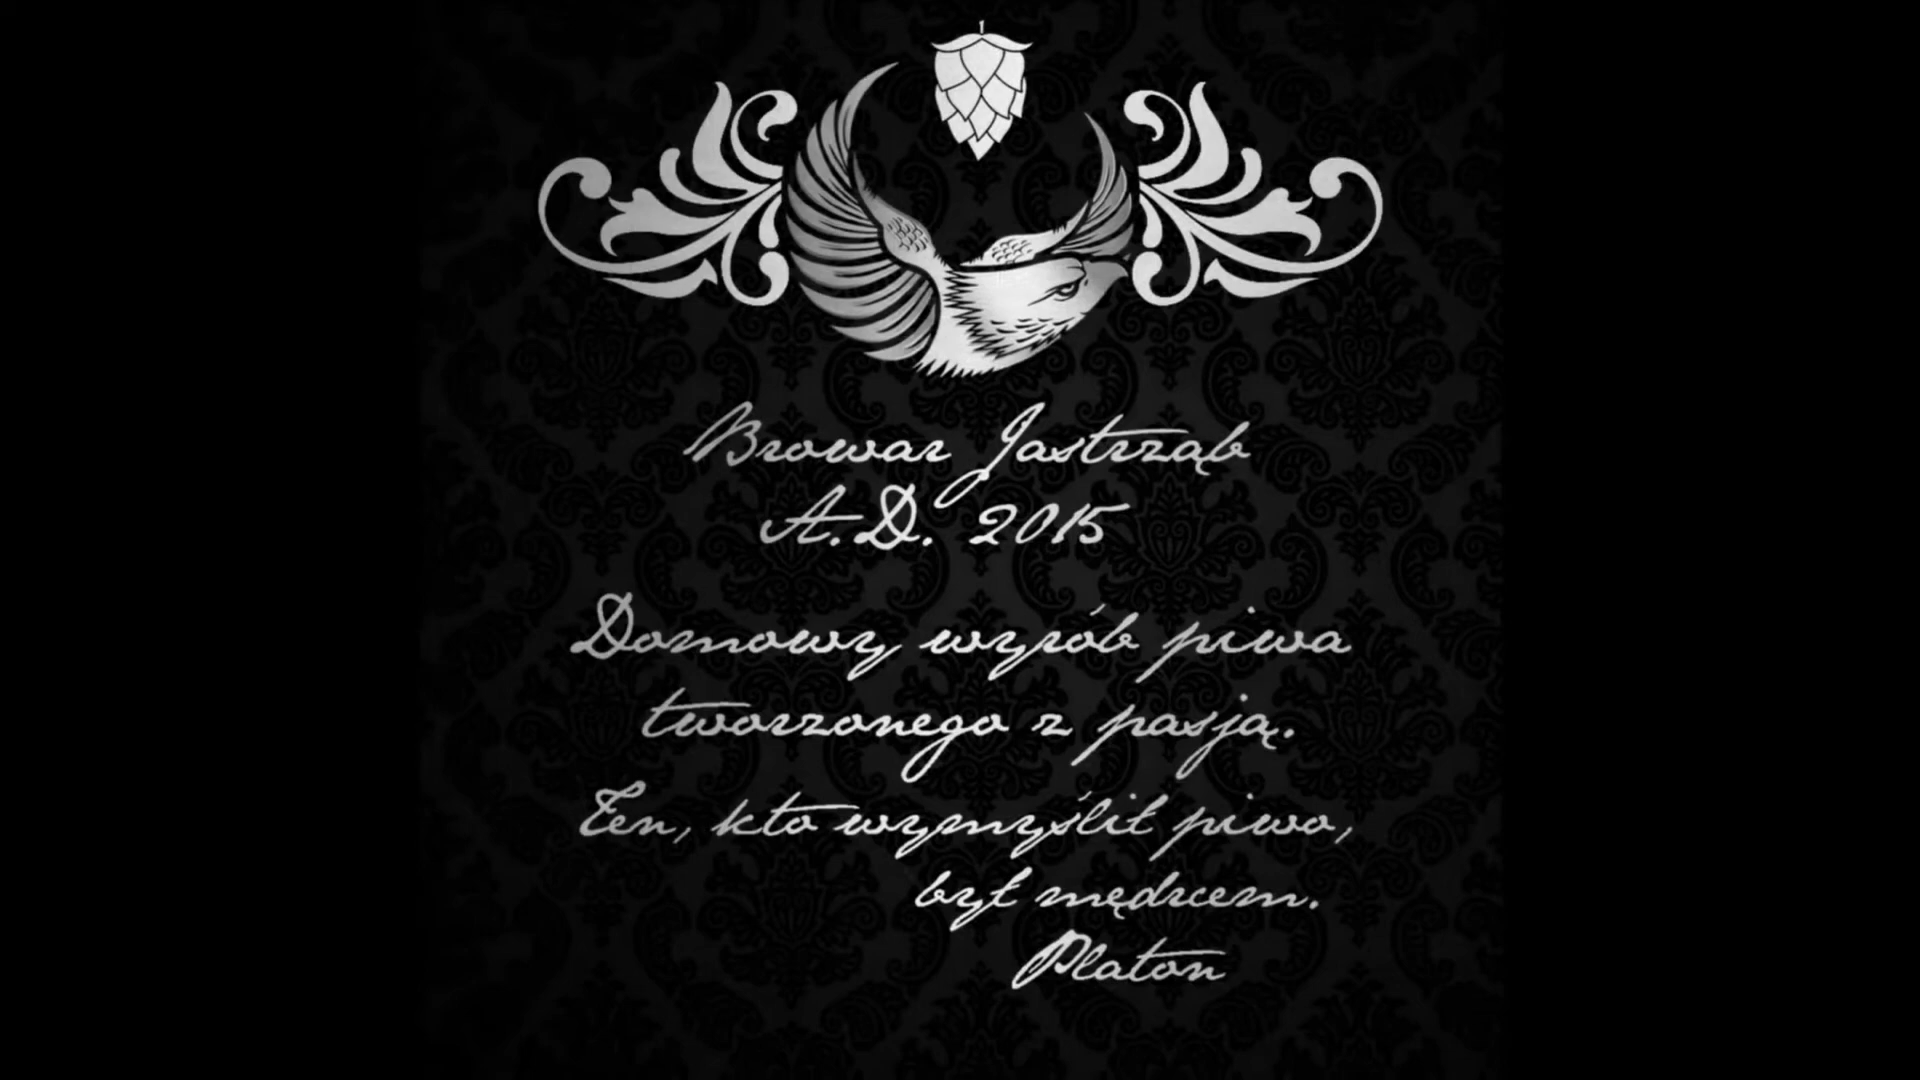 Browar Jastrząb
A.D. 2015
Domowy wyrób piwa
tworzonego z pasją.
Ten, kto wymyślił piwo,
był mędrcem.
Platon